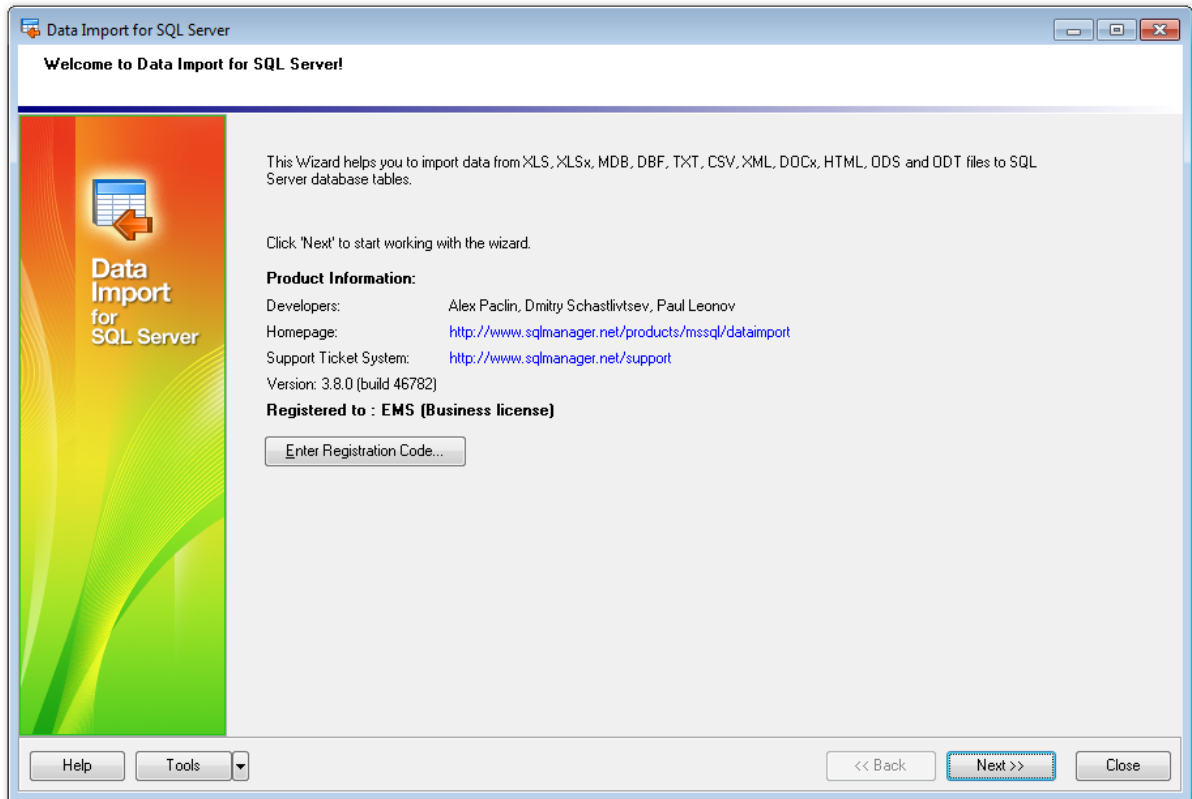 Data Import for SQL Server
Welcome to Data Import for SQL Server!
Data
Import
for
SQL Server
This Wizard helps you to import data from XLS, XLSx, MDB, DBF, TXT, CSV, XML, DOCx, HTML, ODS and ODT files to SQL
Server database tables.
Click 'Next' to start working with the wizard.
Product Information:
Developers: Alex Paclin, Dmitry Schastlivtsev, Paul Leonov
Homepage: http://www.sqlmanager.net/products/mssql/dataimport
Support Ticket System: http://www.sqlmanager.net/support
Version: 3.8.0 (build 46782)
Registered to : EMS (Business license)
Enter Registration Code...
Help Tools << Back Next >> Close